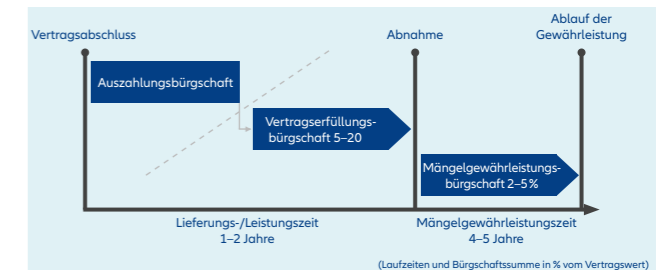 Vertragsabschluss
Abnahme
Ablauf der
Gewährleistung
Auszahlungsbürgschaft
Vertragserfüllungs-
bürgschaft 5–20
Mängelgewährleistungs-
bürgschaft 2–5 %
Lieferungs-/Leistungszeit
1–2 Jahre
Mängelgewährleistungszeit
4–5 Jahre
(Laufzeiten und Bürgschaftssumme in % vom Vertragswert)